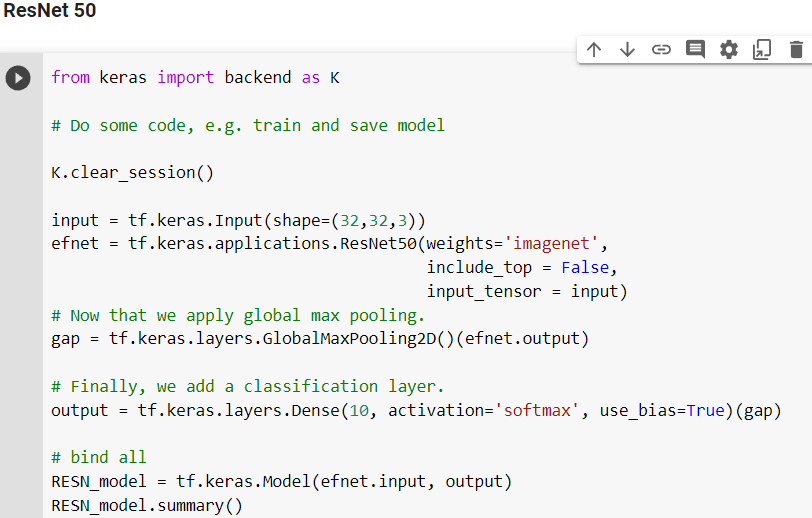 ResNet 50
from keras import backend as K
# Do some code, e.g. train and save model
K.clear_session()
input = tf.keras.Input(shape=(32,32,3))
efnet = tf.keras.applications.ResNet50(weights='imagenet',
include_top = False,
input_tensor = input)
# Now that we apply global max pooling.
gap = tf.keras.layers.GlobalMaxPooling2D()(efnet.output)
# Finally, we add a classification layer.
output = tf.keras.layers.Dense(10, activation='softmax', use_bias=True)(gap)
# bind all
RESN_model = tf.keras.Model(efnet.input, output)
RESN_model.summary()